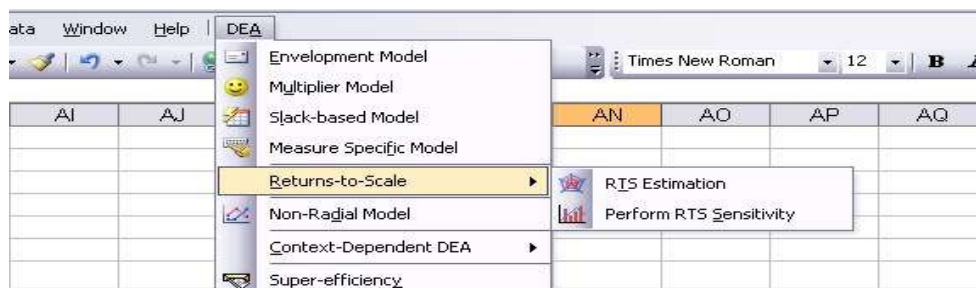 ata Window Help DEA
Times New Roman 12 B
Envelopment Model
Multiplier Model
Slack-based Model
Measure Specific Model
Returns-to-Scale
Non-Radial Model
Context-Dependent DEA
Super-efficiency
RTS Estimation
Perform RTS Sensitivity
AI AJ AN AO AP AQ